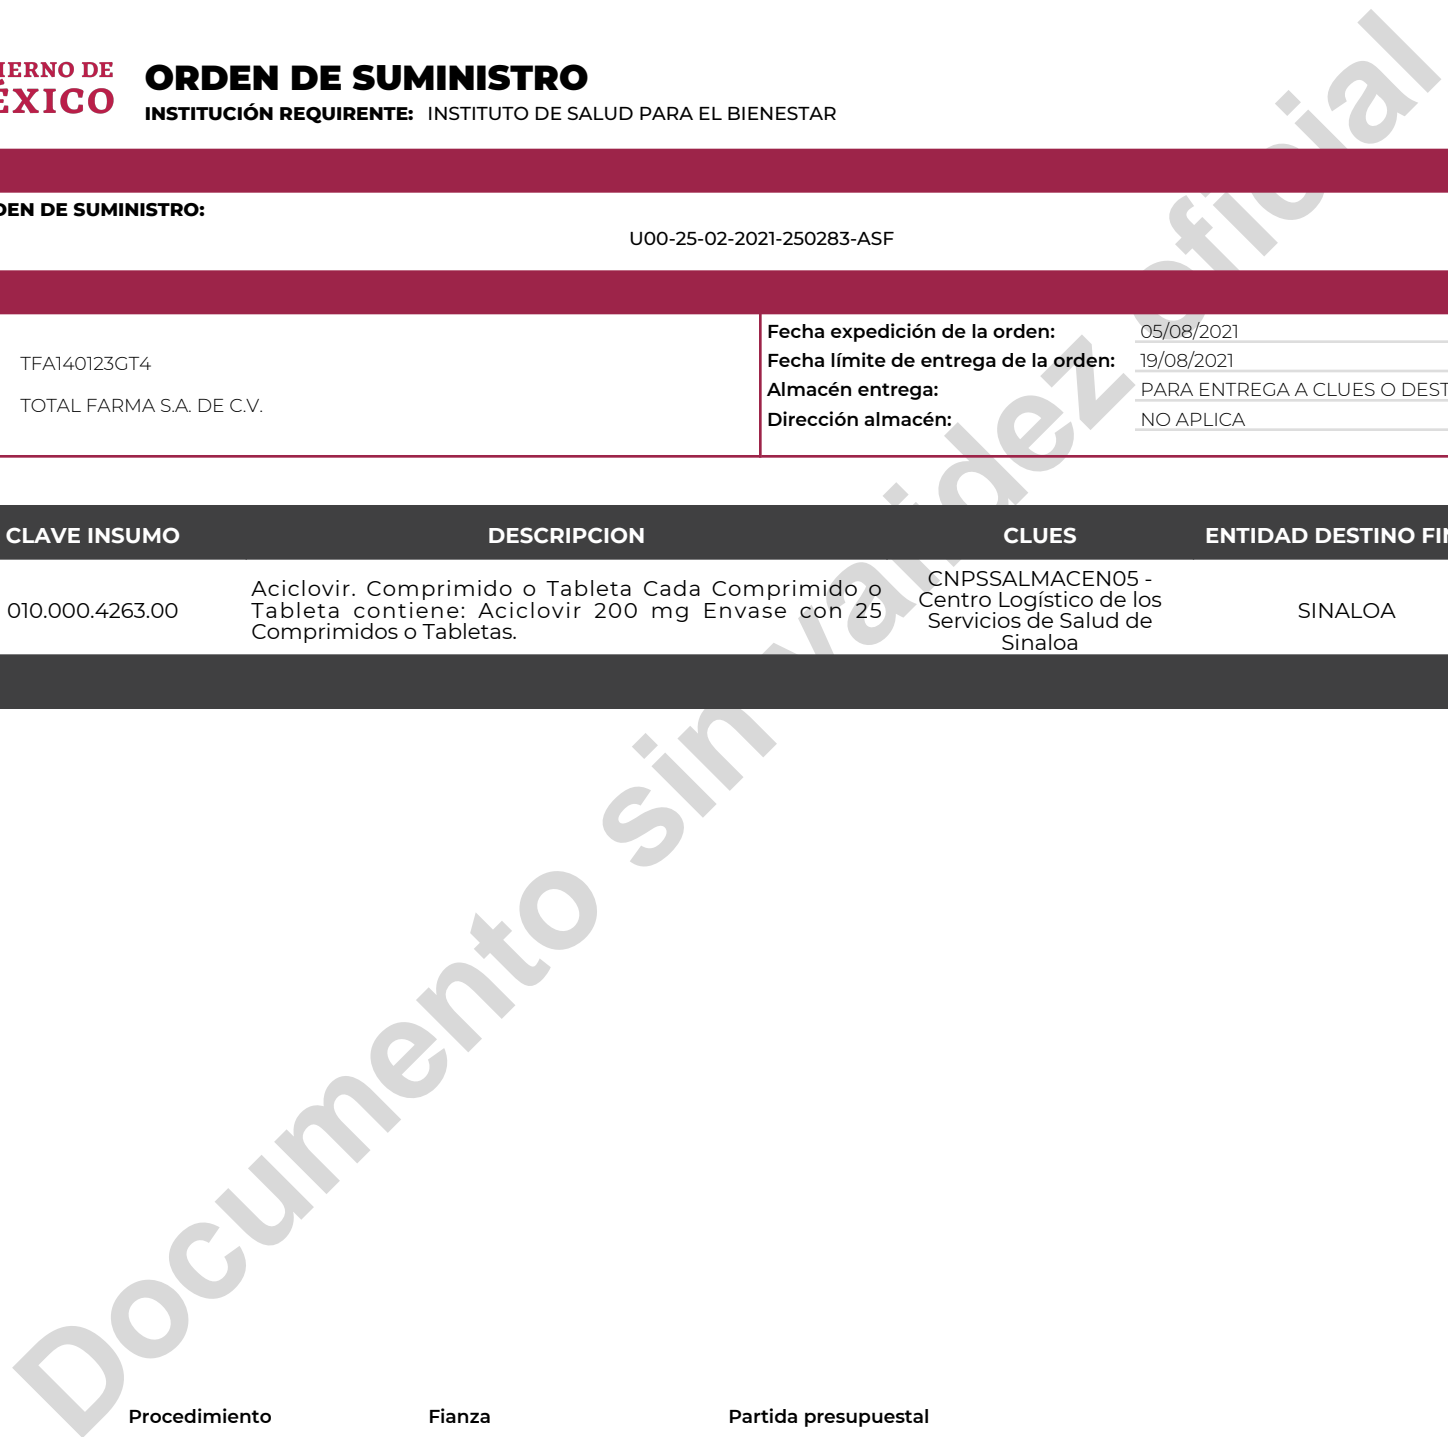 IERNO DE
ÉXICO
ORDEN DE SUMINISTRO
INSTITUCIÓN REQUIRENTE: INSTITUTO DE SALUD PARA EL BIENESTAR
DEN DE SUMINISTRO:
U00-25-02-2021-250283-ASF
TFA140123GT4
TOTAL FARMA S.A. DE C.V.
Fecha expedición de la orden: 05/08/2021
Fecha límite de entrega de la orden: 19/08/2021
Almacén entrega: PARA ENTREGA A CLUES O DEST
Dirección almacén: NO APLICA
CLAVE INSUMO DESCRIPCION CLUES ENTIDAD DESTINO FIN
010.000.4263.00
Aciclovir. Comprimido o Tableta Cada Comprimido o
Tableta contiene: Aciclovir 200 mg Envase con 25
Comprimidos o Tabletas.
CNPSSALMACEN05 -
Centro Logístico de los
Servicios de Salud de
Sinaloa
SINALOA
Documento sin validez oficial
Procedimiento Fianza Partida presupuestal